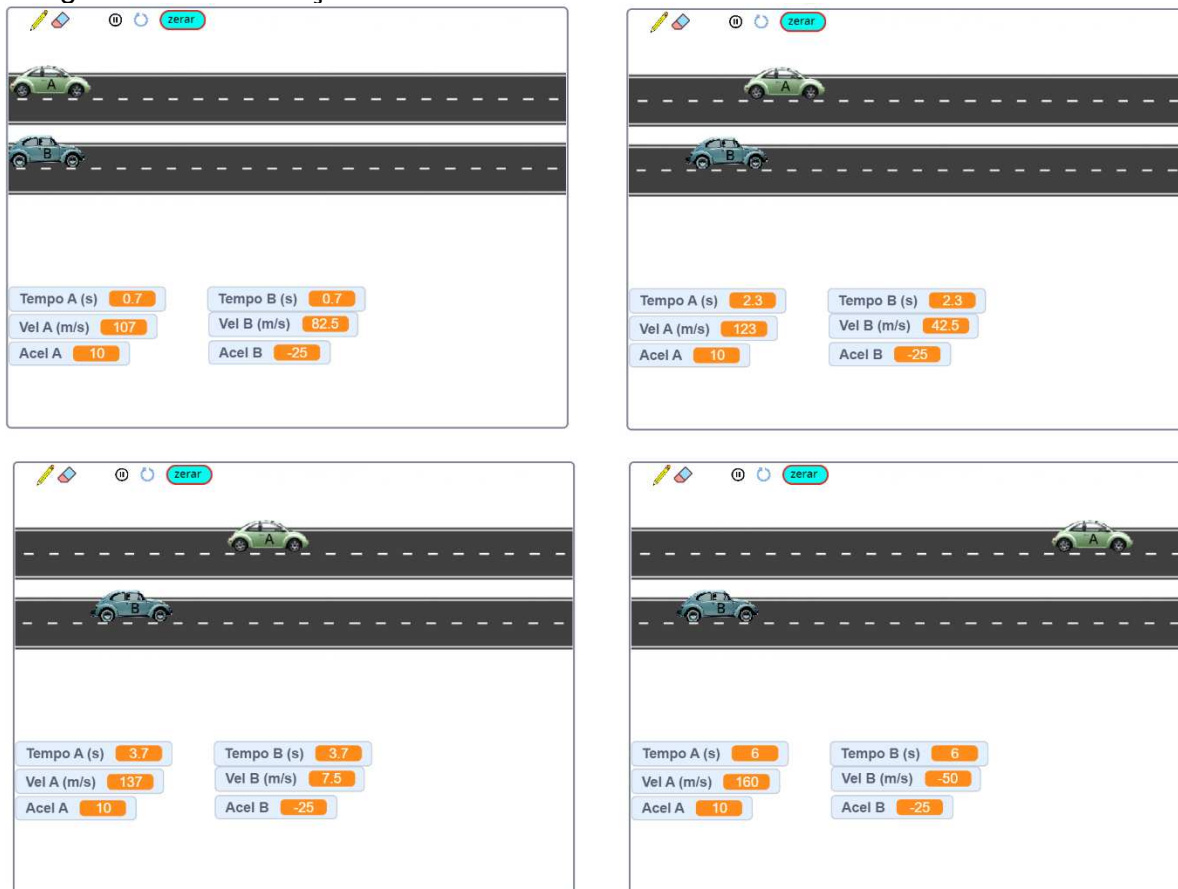 zerar
A
B
Tempo A (s) 0.7 Tempo B (s) 0.7
Vel A (m/s) 107 Vel B (m/s) 82.5
Acel A 10 Acel B -25
zerar
A
B
Tempo A (s) 2.3 Tempo B (s) 2.3
Vel A (m/s) 123 Vel B (m/s) 42.5
Acel A 10 Acel B -25
zerar
A
B
Tempo A (s) 3.7 Tempo B (s) 3.7
Vel A (m/s) 137 Vel B (m/s) 7.5
Acel A 10 Acel B -25
zerar
A
B
Tempo A (s) 6 Tempo B (s) 6
Vel A (m/s) 160 Vel B (m/s) -50
Acel A 10 Acel B -25